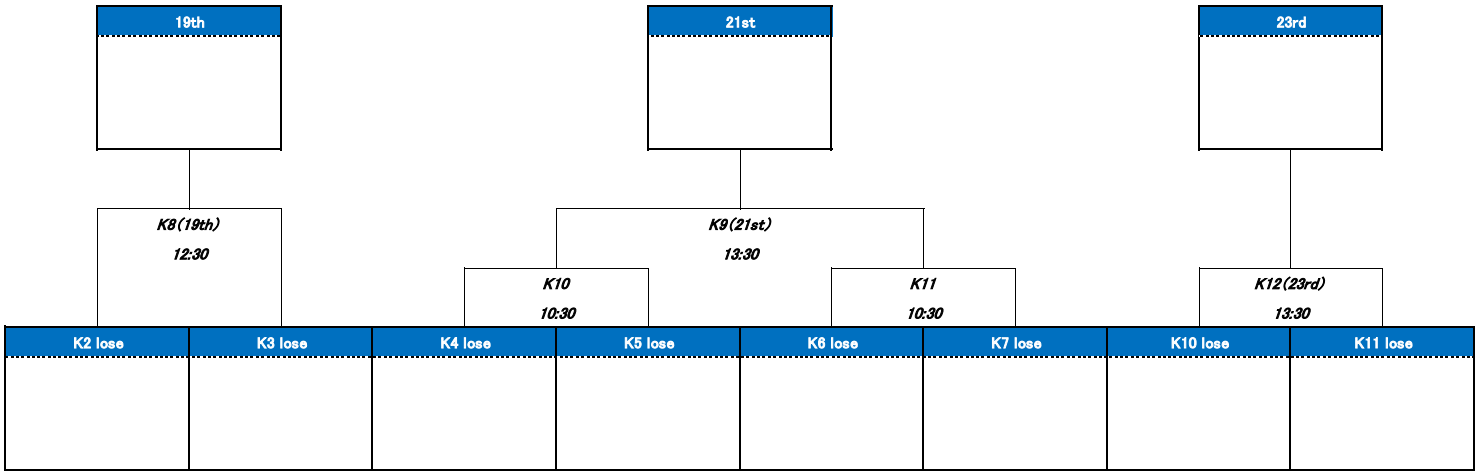 19th
21st
23rd
K8(19th)
12:30
K9(21st)
13:30
K10
10:30
K11
10:30
K12(23rd)
13:30
K2 lose
K3 lose
K4 lose
K5 lose
K6 lose
K7 lose
K10 lose
K11 lose